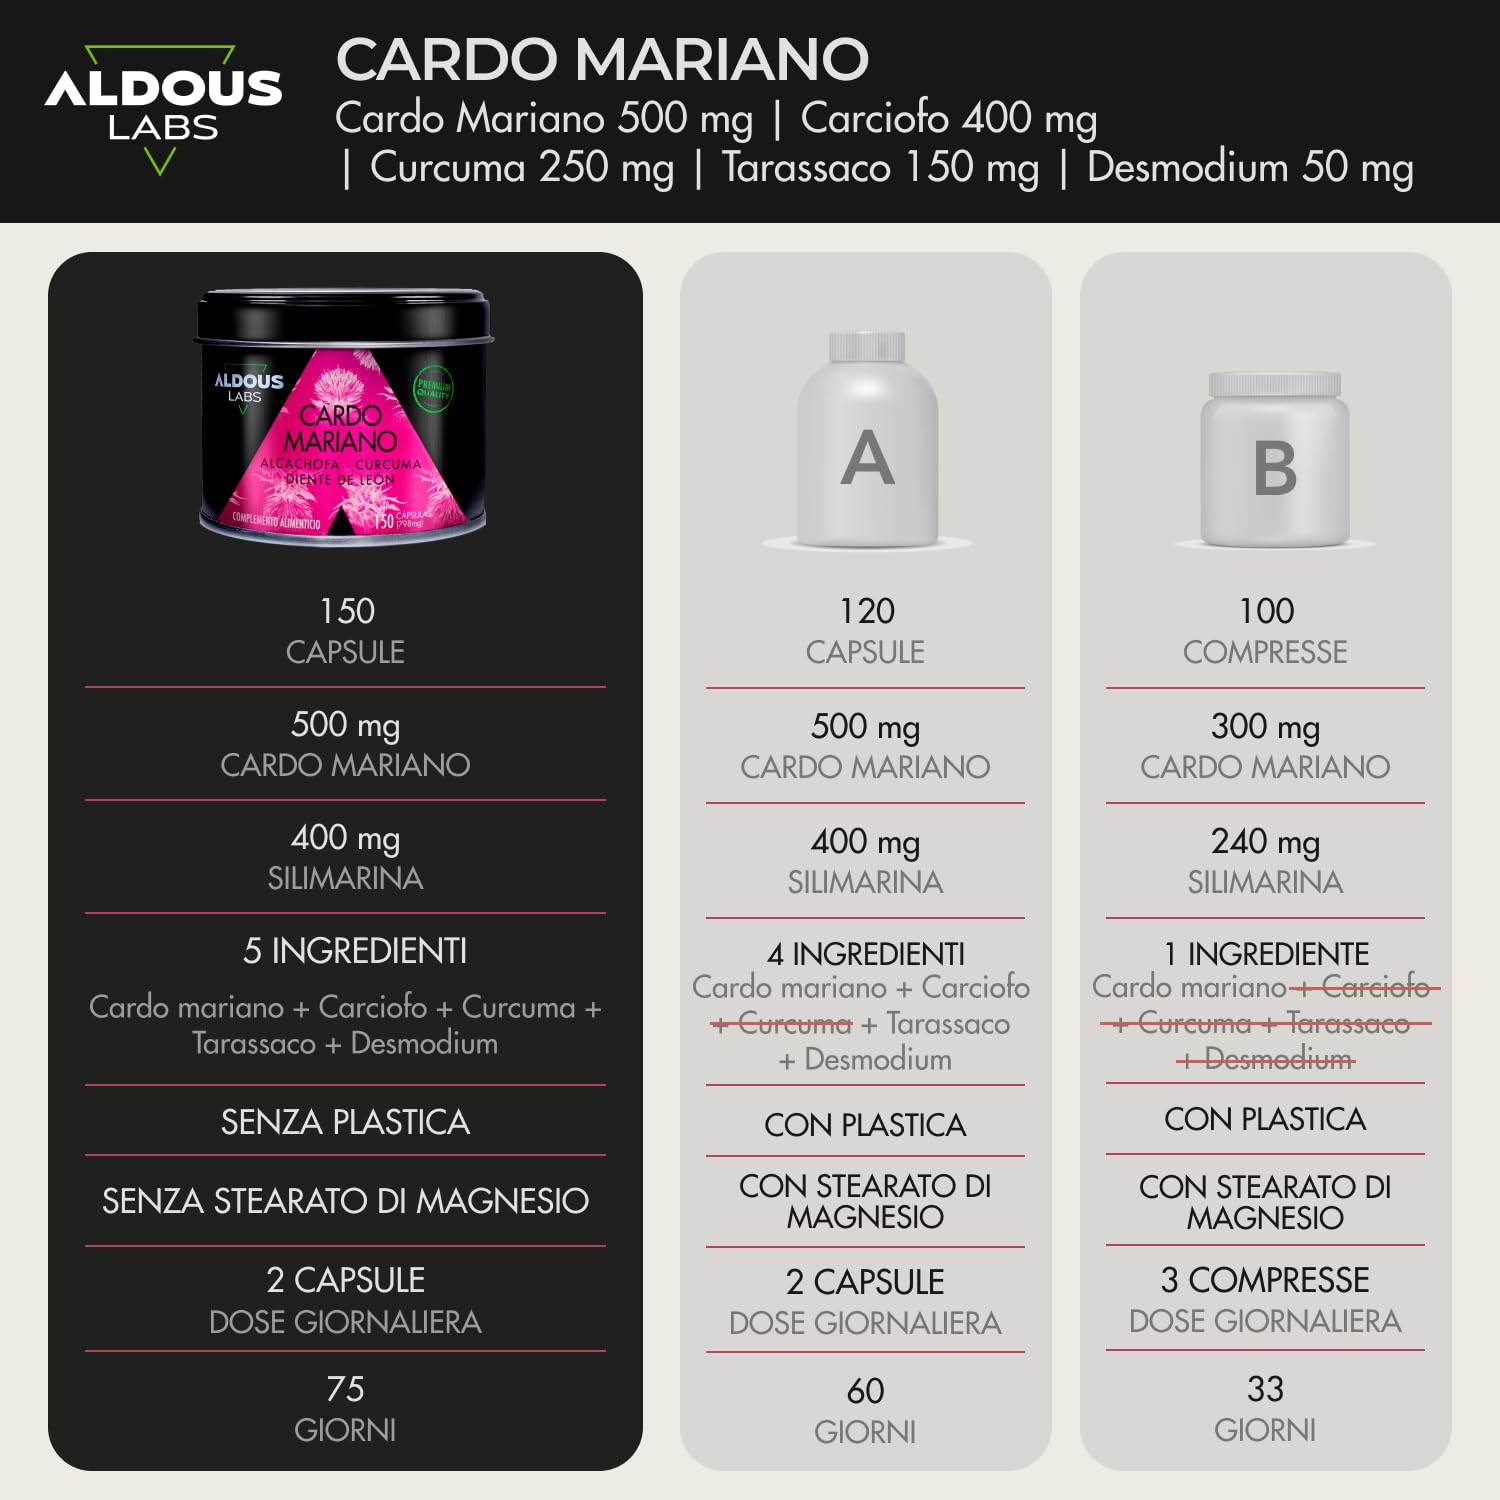 ALDOUS
LABS
CARDO MARIANO
Cardo Mariano 500 mg | Carciofo 400 mg
| Curcuma 250 mg | Tarassaco 150 mg | Desmodium 50 mg
ALDOUS
LABS
PREMIUM
QUALITY
CARDO
MARIANO
ALCACHOFA · CÚRCUMA
DIENTE DE LEÓN
COMPLEMENTO ALIMENTICIO
150 CÁPSULAS
(798mg)
150
CAPSULE
500 mg
CARDO MARIANO
400 mg
SILIMARINA
5 INGREDIENTI
Cardo mariano + Carciofo + Curcuma +
Tarassaco + Desmodium
SENZA PLASTICA
SENZA STEARATO DI MAGNESIO
2 CAPSULE
DOSE GIORNALIERA
75
GIORNI
A
120
CAPSULE
500 mg
CARDO MARIANO
400 mg
SILIMARINA
4 INGREDIENTI
Cardo mariano + Carciofo
+ Curcuma + Tarassaco
+ Desmodium
CON PLASTICA
CON STEARATO DI
MAGNESIO
2 CAPSULE
DOSE GIORNALIERA
60
GIORNI
B
100
COMPRESSE
300 mg
CARDO MARIANO
240 mg
SILIMARINA
1 INGREDIENTE
Cardo mariano + Carciofo
+ Curcuma + Tarassaco
+ Desmodium
CON PLASTICA
CON STEARATO DI
MAGNESIO
3 COMPRESSE
DOSE GIORNALIERA
33
GIORNI